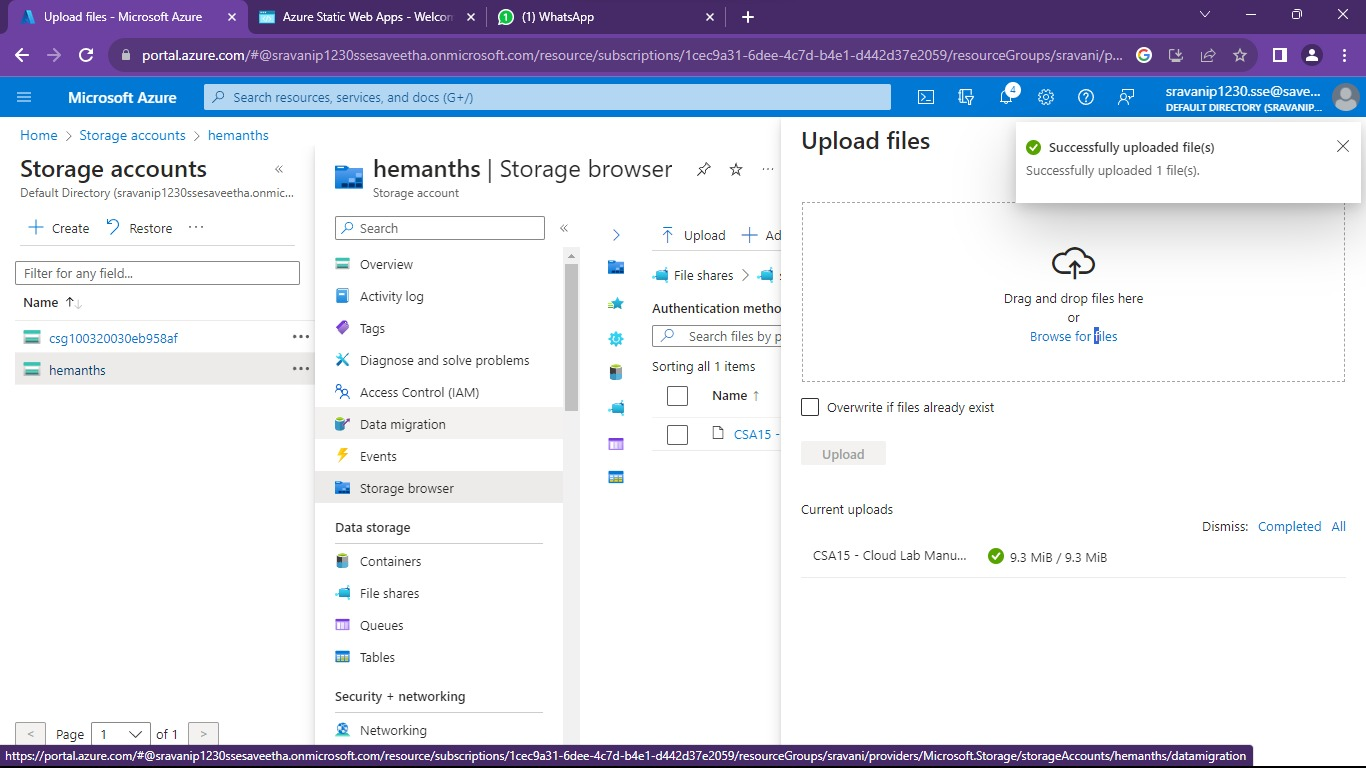 Upload files - Microsoft Azure
Azure Static Web Apps - Welcon
(1) WhatsApp
portal.azure.com/#@sravanip1230ssesaveetha.onmicrosoft.com/resource/subscriptions/1cec9a31-6dee-4c7d-b4e1-d442d37e2059/resourceGroups/sravani/p...
Microsoft Azure
Search resources, services, and docs (G+/)
4
sravanip1230.sse@save...
DEFAULT DIRECTORY (SRAVANIP...
Home > Storage accounts > hemanths
Storage accounts
Default Directory (sravanip1230ssesaveetha.onmic...
Create
Restore
Filter for any field...
Name
csg100320030eb958af
hemanths
Page 1 of 1
hemanths | Storage browser
Storage account
Search
Overview
Activity log
Tags
Diagnose and solve problems
Access Control (IAM)
Data migration
Events
Storage browser
Data storage
Containers
File shares
Queues
Tables
Security + networking
Networking
Upload
Ad
File shares
Authentication metho
Search files by p
Sorting all 1 items
Name
CSA15 -
Upload files
Successfully uploaded file(s)
Successfully uploaded 1 file(s).
Drag and drop files here
or
Browse for files
Overwrite if files already exist
Upload
Current uploads
Dismiss: Completed All
CSA15 - Cloud Lab Manu...
9.3 MiB / 9.3 MiB
https://portal.azure.com/#@sravanip1230ssesaveetha.onmicrosoft.com/resource/subscriptions/1cec9a31-6dee-4c7d-b4e1-d442d37e2059/resourceGroups/sravani/providers/Microsoft.Storage/storageAccounts/hemanths/datamigration